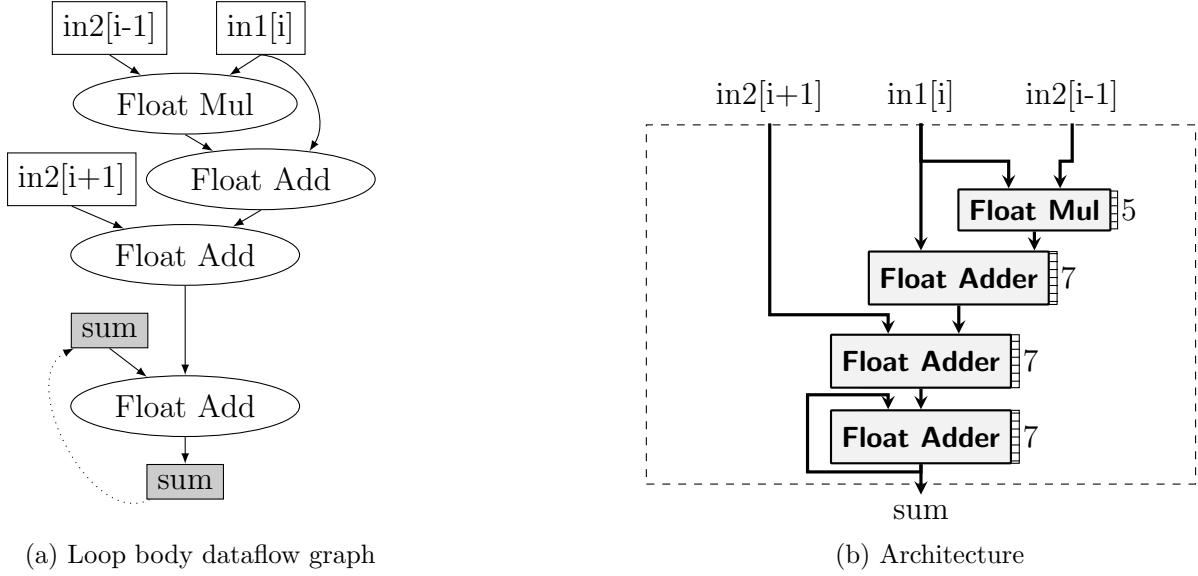 in2[i-1] in1[i]
Float Mul
in2[i+1]
Float Add
Float Add
sum
Float Add
sum
(a) Loop body dataflow graph
in2[i+1] in1[i] in2[i-1]
Float Mul 5
Float Adder 7
Float Adder 7
Float Adder 7
sum
(b) Architecture